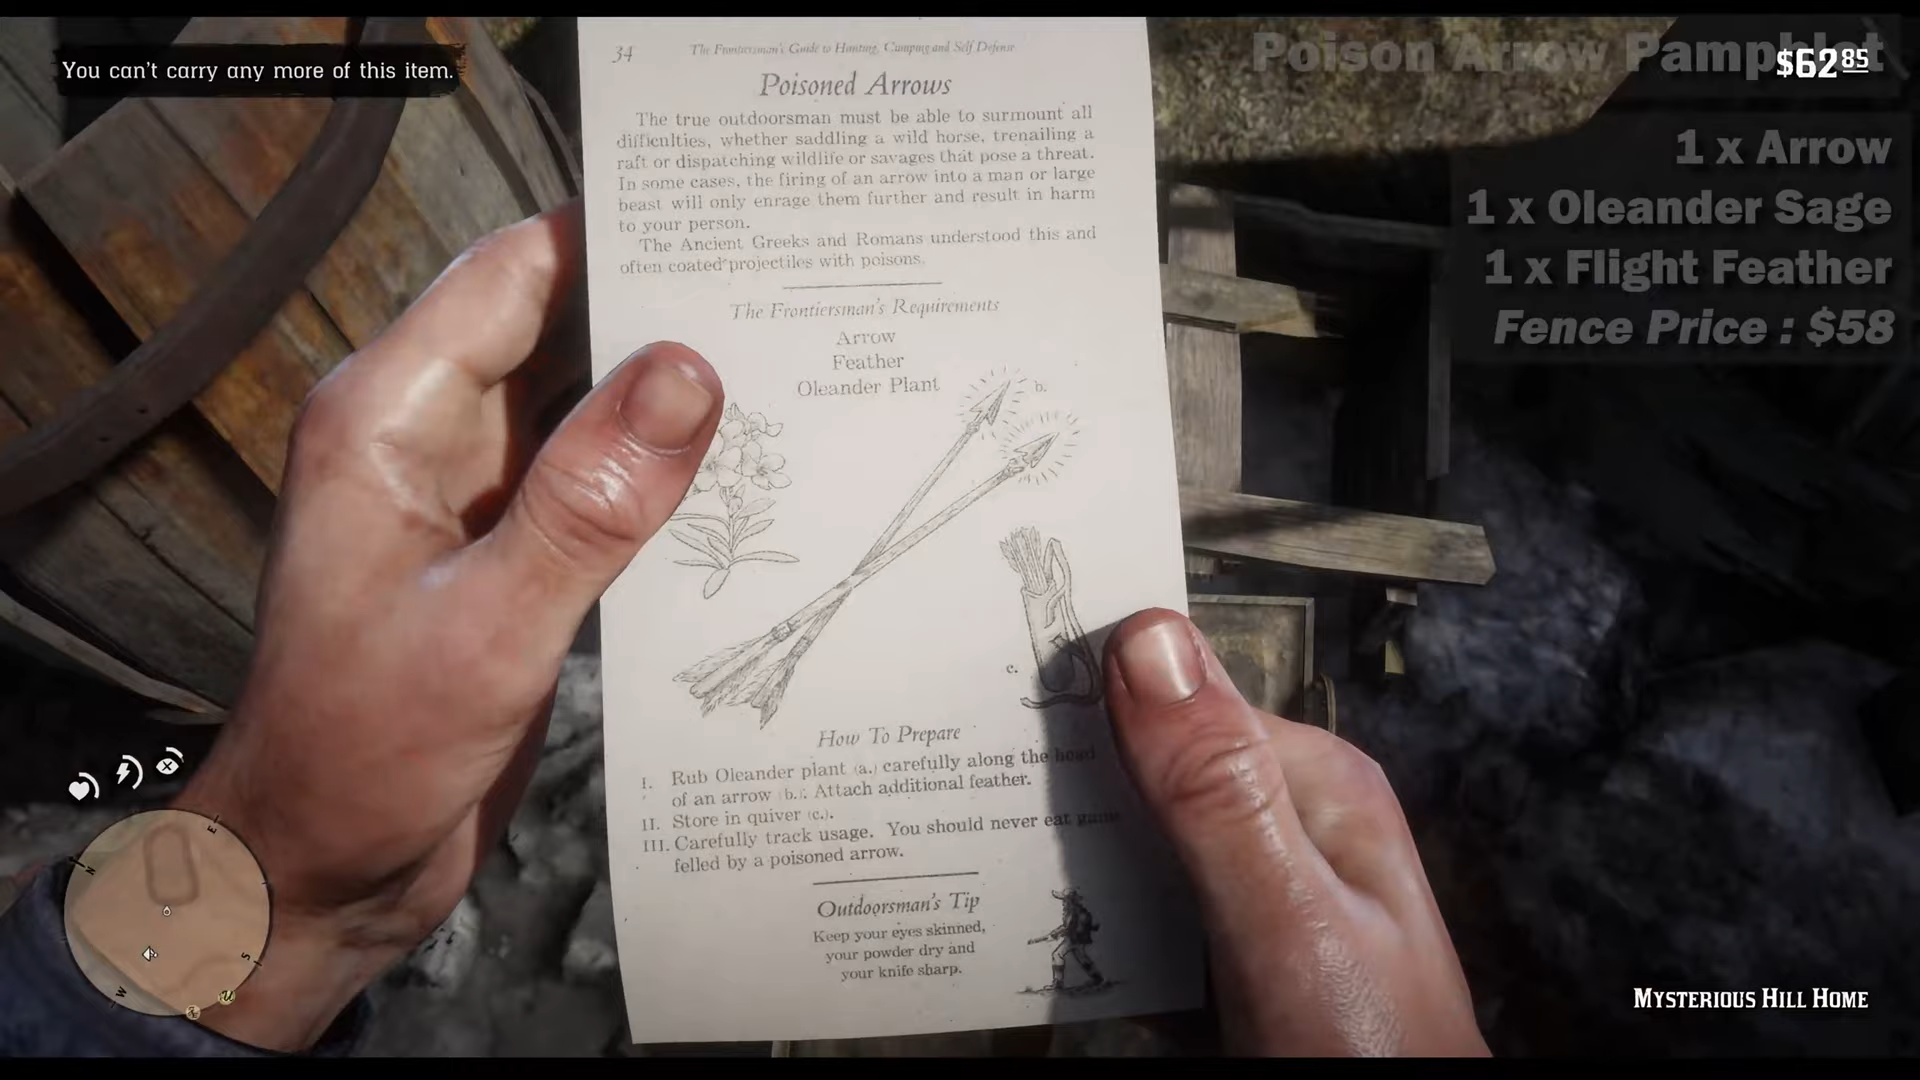 You can't carry any more of this item.
34
The Frontiersman's Guide to Hunting, Camping and Self Defense
Poisoned Arrows
The true outdoorsman must be able to surmount all
difficulties, whether saddling a wild horse, trenailing a
raft or dispatching wildlife or savages that pose a threat.
In some cases, the firing of an arrow into a man or large
beast will only enrage them further and result in harm
to your person.
The Ancient Greeks and Romans understood this and
often coated projectiles with poisons.
The Frontiersman's Requirements
Arrow
Feather
Oleander Plant
b.
c.
How To Prepare
I. Rub Oleander plant (a.) carefully along the head
of an arrow (b.). Attach additional feather.
II. Store in quiver (c.).
III. Carefully track usage. You should never eat game
felled by a poisoned arrow.
Outdoorsman's Tip
Keep your eyes skinned,
your powder dry and
your knife sharp.
Poison Arrow Pamphlet
$62.85
1 x Arrow
1 x Oleander Sage
1 x Flight Feather
Fence Price : $58
N
E
S
W
MYSTERIOUS HILL HOME